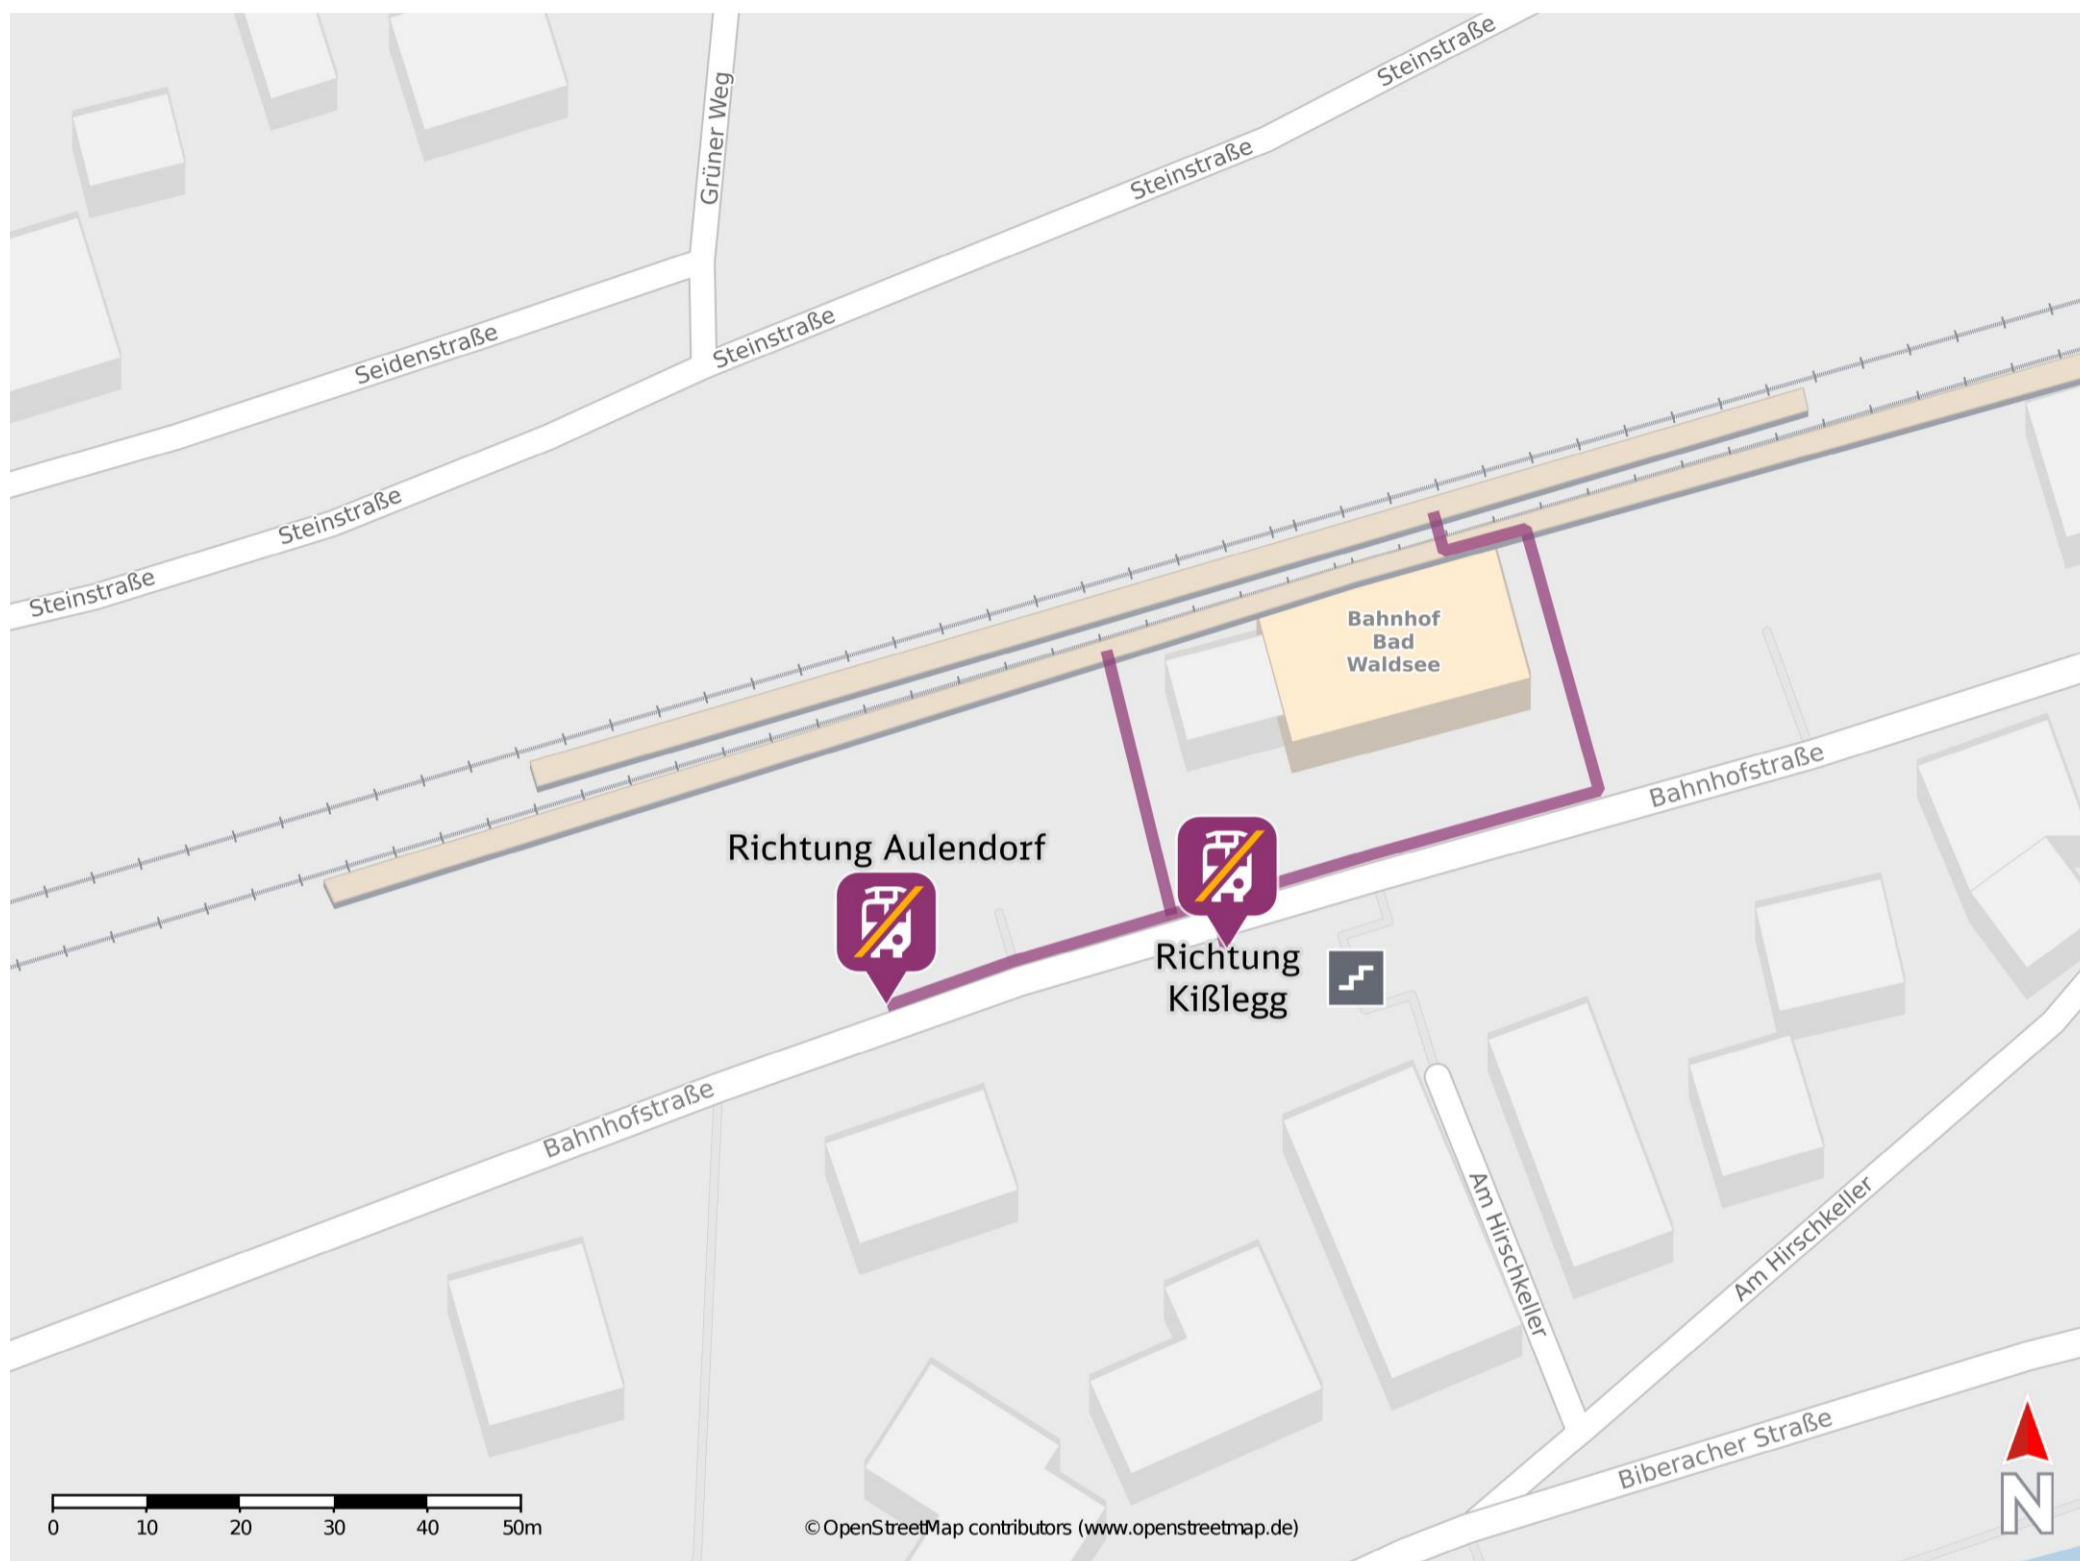 Steinstraße
Grüner Weg
Steinstraße
Steinstraße
Seidenstraße
Steinstraße
Steinstraße
Bahnhof
Bad
Waldsee
Bahnhofstraße
Richtung Aulendorf
Richtung
Kißlegg
Bahnhofstraße
Am Hirschkeller
Am Hirschkeller
Biberacher Straße
0 10 20 30 40 50m
© OpenStreetMap contributors (www.openstreetmap.de)
N